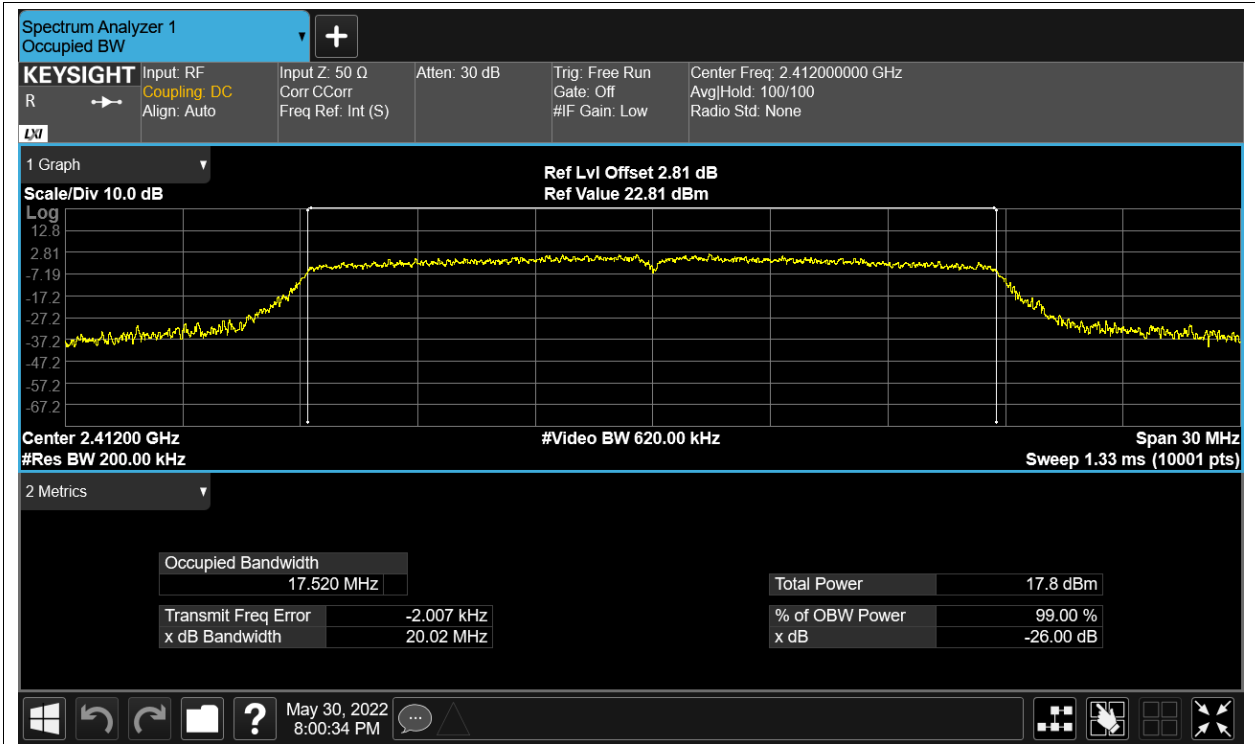 Spectrum Analyzer 1
Occupied BW
+
KEYSIGHT
R
LXI
Input: RF
Coupling: DC
Align: Auto
Input Z: 50 Ω
Corr CCorr
Freq Ref: Int (S)
Atten: 30 dB
Trig: Free Run
Gate: Off
#IF Gain: Low
Center Freq: 2.412000000 GHz
Avg|Hold: 100/100
Radio Std: None
1 Graph
Ref Lvl Offset 2.81 dB
Scale/Div 10.0 dB
Ref Value 22.81 dBm
Log
12.8
2.81
-7.19
-17.2
-27.2
-37.2
-47.2
-57.2
-67.2
Center 2.41200 GHz
#Video BW 620.00 kHz
Span 30 MHz
#Res BW 200.00 kHz
Sweep 1.33 ms (10001 pts)
2 Metrics
Occupied Bandwidth
17.520 MHz
Total Power 17.8 dBm
Transmit Freq Error -2.007 kHz
% of OBW Power 99.00 %
x dB Bandwidth 20.02 MHz
x dB -26.00 dB
?
May 30, 2022
8:00:34 PM